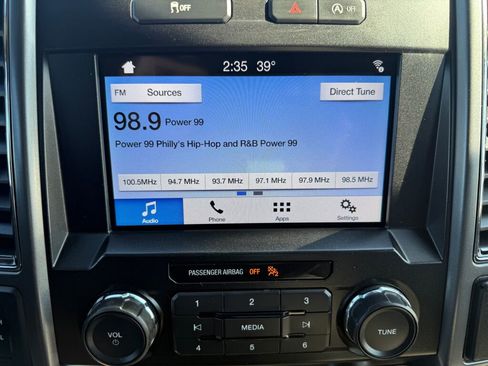 OFF
OFF
2:35 39°
FM Sources Direct Tune
98.9 Power 99
Power 99 Philly's Hip-Hop and R&B Power 99
100.5MHz 94.7 MHz 93.7 MHz 97.1 MHz 97.9 MHz 98.5 MHz
Audio Phone Apps Settings
PASSENGER AIRBAG OFF
1 2 3
VOL MEDIA TUNE
4 5 6